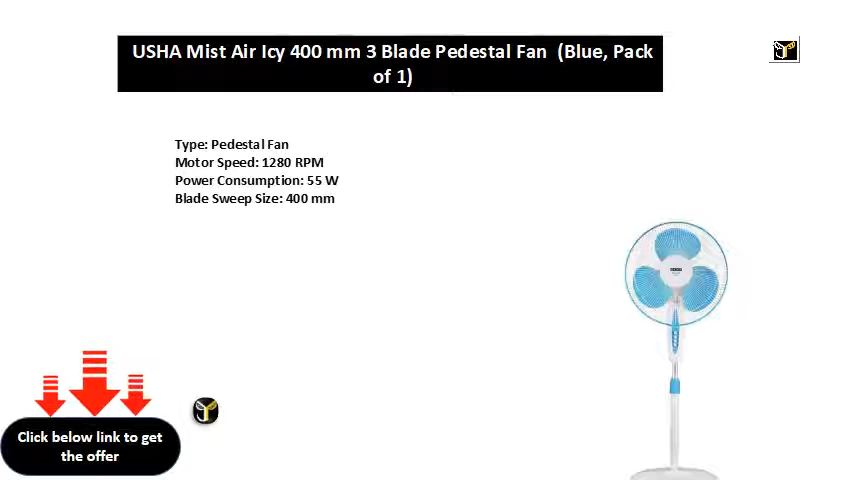 USHA Mist Air Icy 400 mm 3 Blade Pedestal Fan (Blue, Pack
of 1)
Type: Pedestal Fan
Motor Speed: 1280 RPM
Power Consumption: 55 W
Blade Sweep Size: 400 mm
Click below link to get
the offer